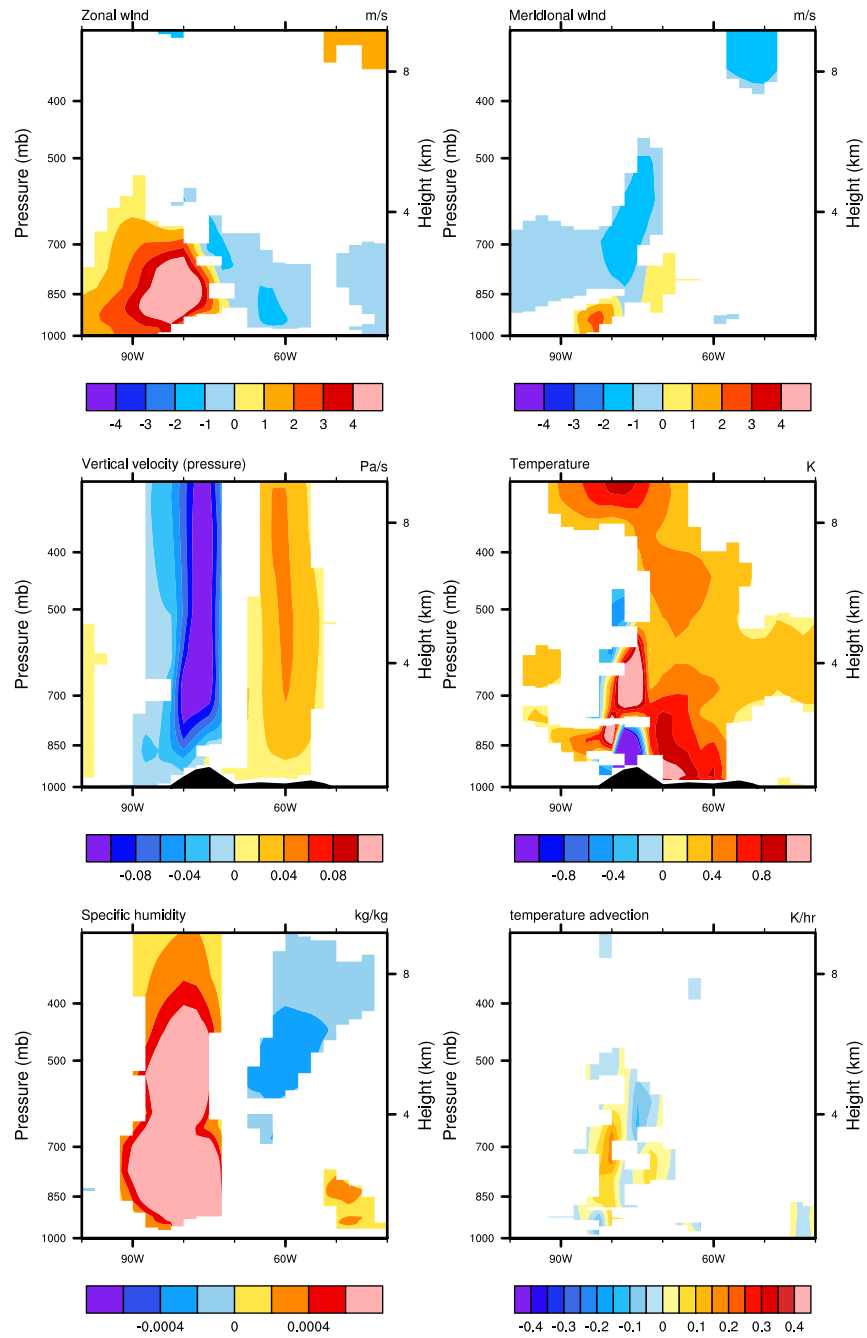 Zonal wind m/s
Pressure (mb)
400
500
700
850
1000
8
4
Height (km)
90W 60W
-4 -3 -2 -1 0 1 2 3 4
Meridional wind m/s
Pressure (mb)
400
500
700
850
1000
8
4
Height (km)
90W 60W
-4 -3 -2 -1 0 1 2 3 4
Vertical velocity (pressure) Pa/s
Pressure (mb)
400
500
700
850
1000
8
4
Height (km)
90W 60W
-0.08 -0.04 0 0.04 0.08
Temperature K
Pressure (mb)
400
500
700
850
1000
8
4
Height (km)
90W 60W
-0.8 -0.4 0 0.4 0.8
Specific humidity kg/kg
Pressure (mb)
400
500
700
850
1000
8
4
Height (km)
90W 60W
-0.0004 0 0.0004
temperature advection K/hr
Pressure (mb)
400
500
700
850
1000
8
4
Height (km)
90W 60W
-0.4 -0.3 -0.2 -0.1 0 0.1 0.2 0.3 0.4